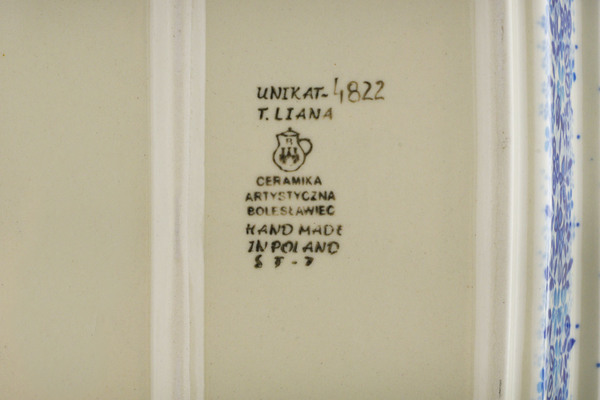 UNIKAT-4822
T. LIANA
CERAMIKA
ARTYSTYCZNA
BOLESŁAWIEC
HAND MADE
IN POLAND